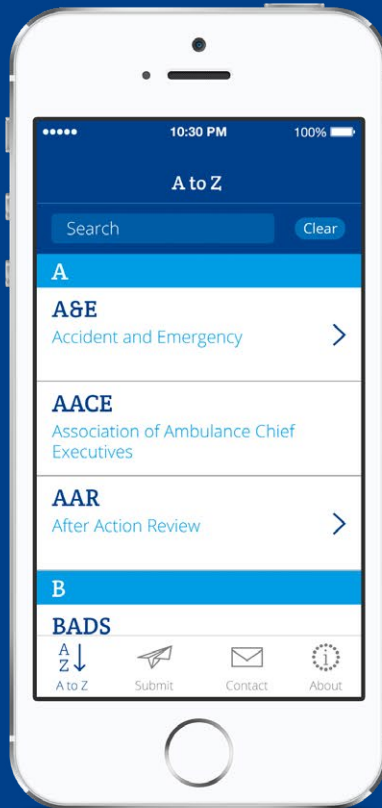 10:30 PM 100%
A to Z
Search Clear
A
A&E
Accident and Emergency
AACE
Association of Ambulance Chief
Executives
AAR
After Action Review
B
BADS
A
Z
A to Z Submit Contact About